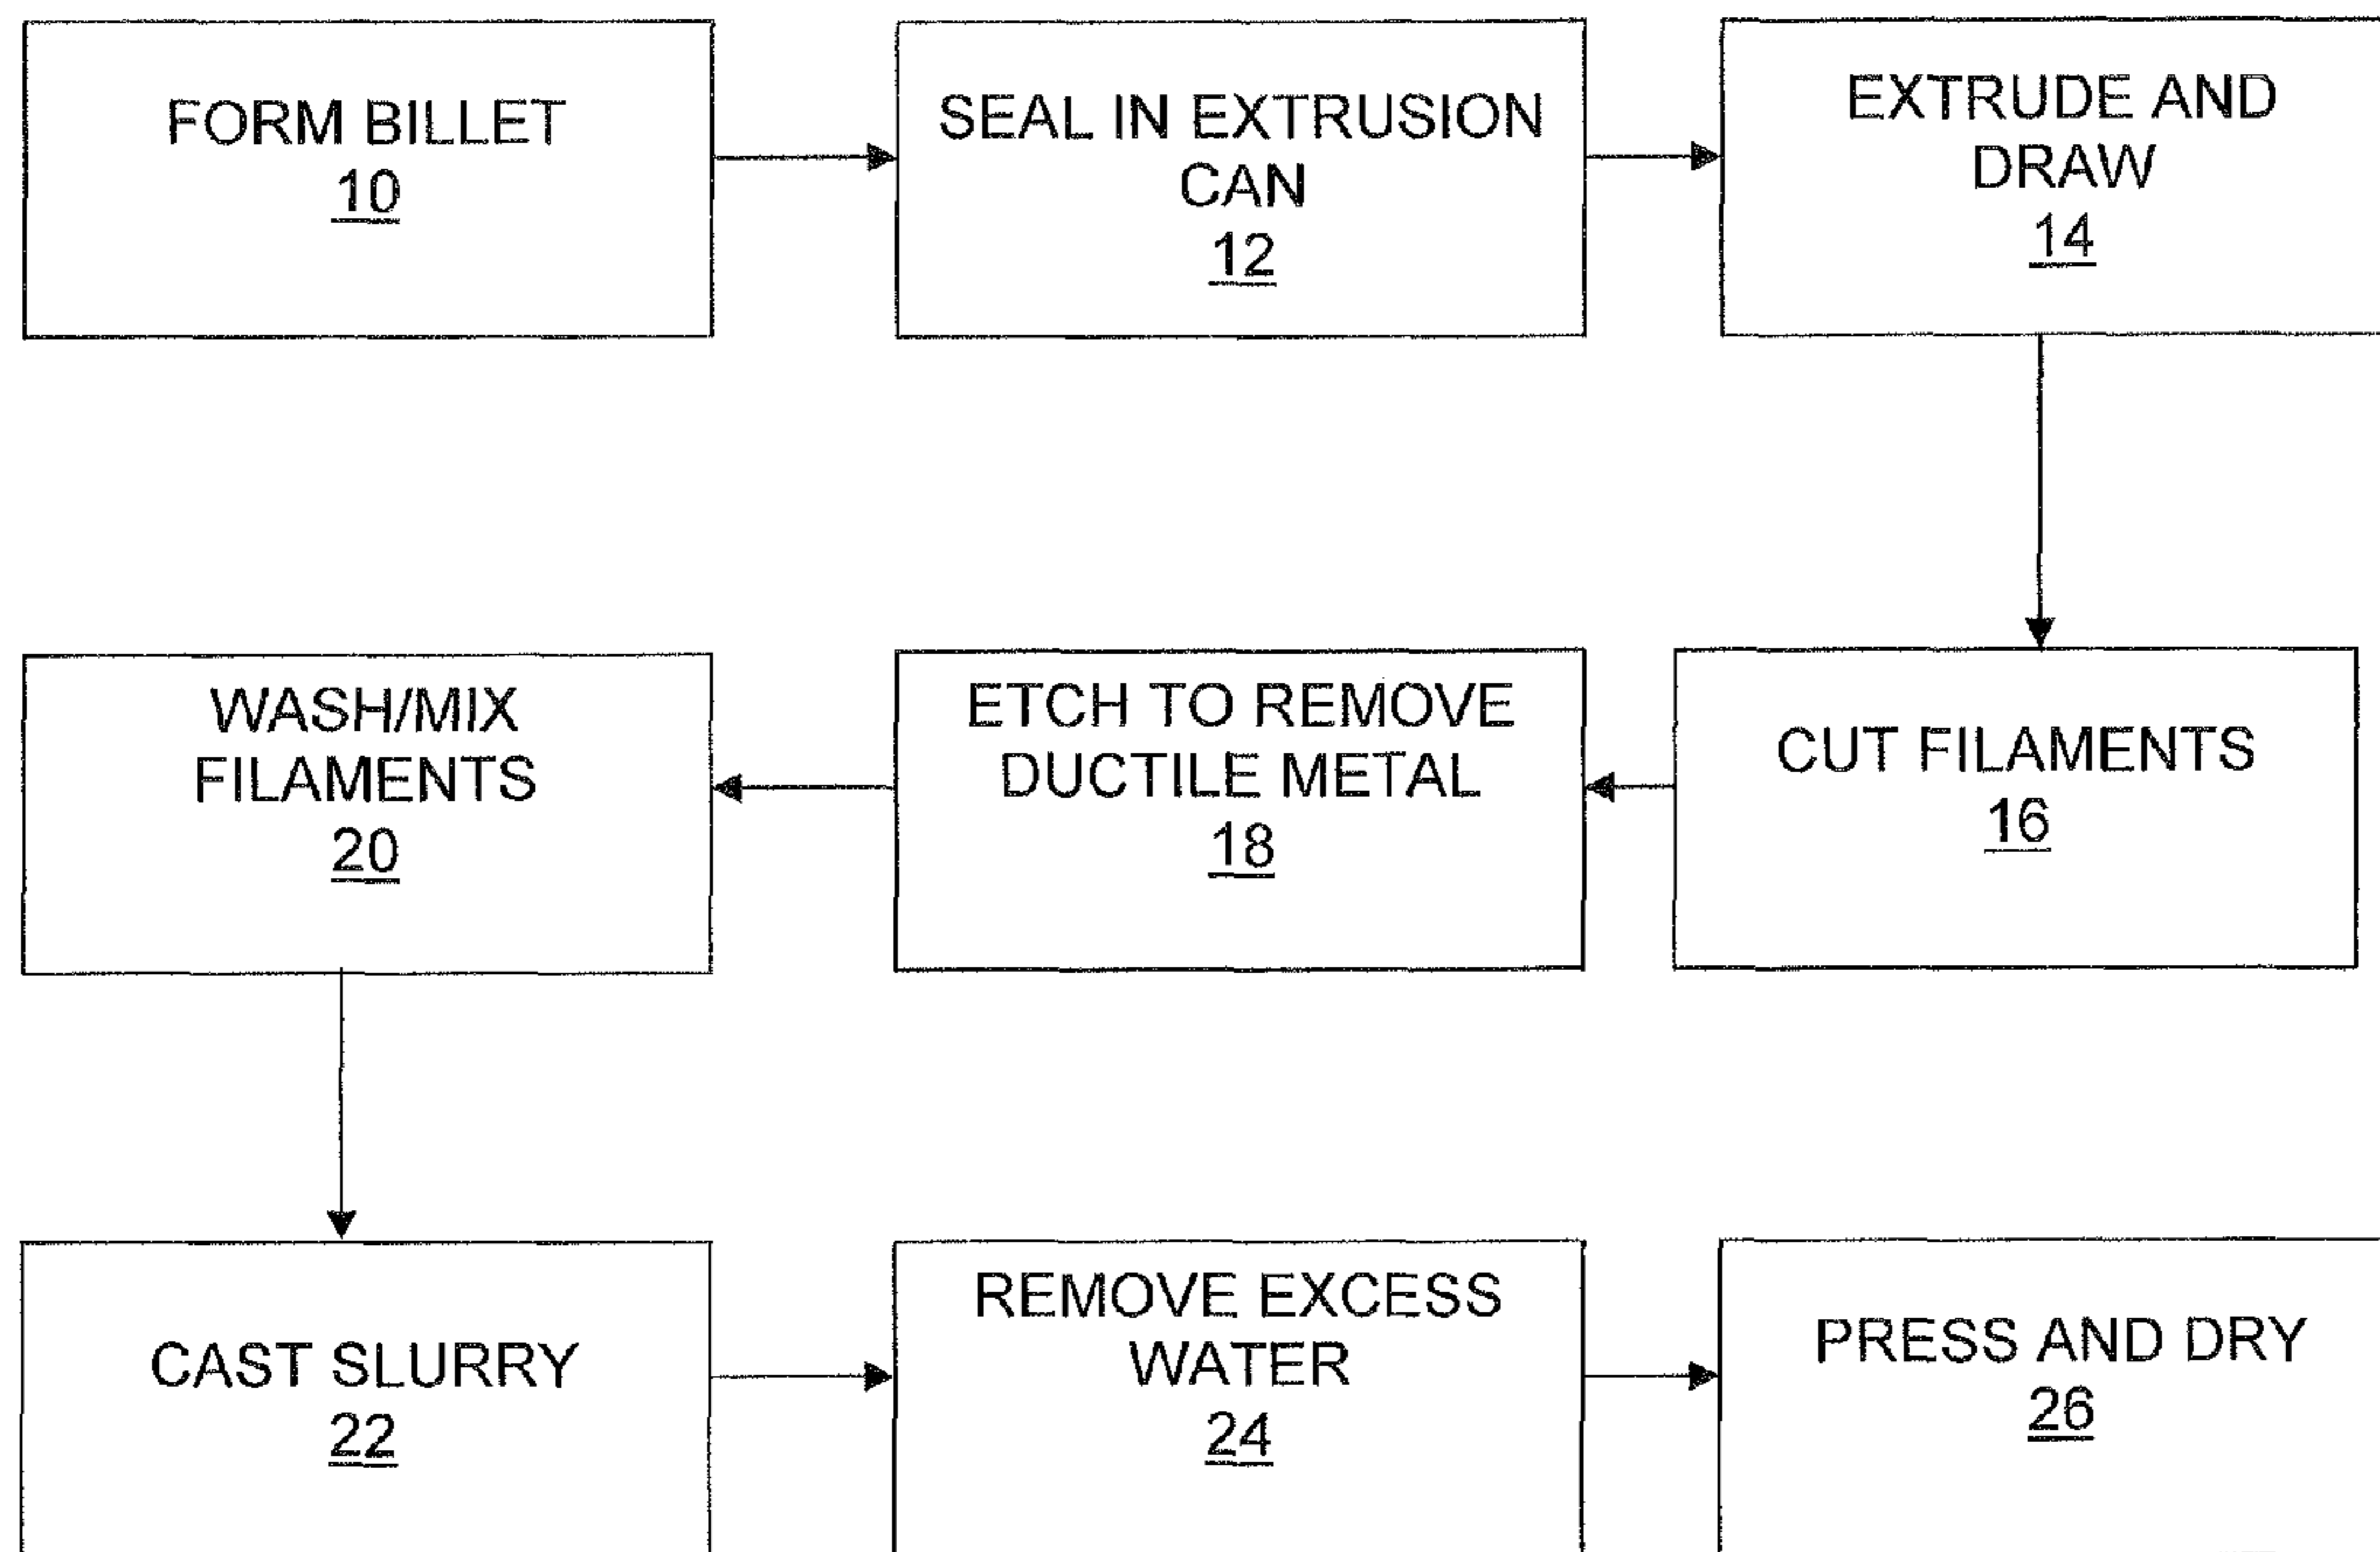 FORM BILLET
10
SEAL IN EXTRUSION
CAN
12
EXTRUDE AND
DRAW
14
CUT FILAMENTS
16
ETCH TO REMOVE
DUCTILE METAL
18
WASH/MIX
FILAMENTS
20
CAST SLURRY
22
REMOVE EXCESS
WATER
24
PRESS AND DRY
26